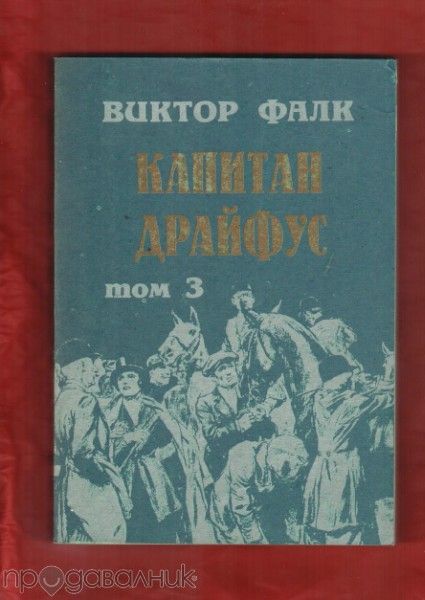 ВИКТОР ФАЛК
КАПИТАН
ДРАЙФУС
том 3
продавалник